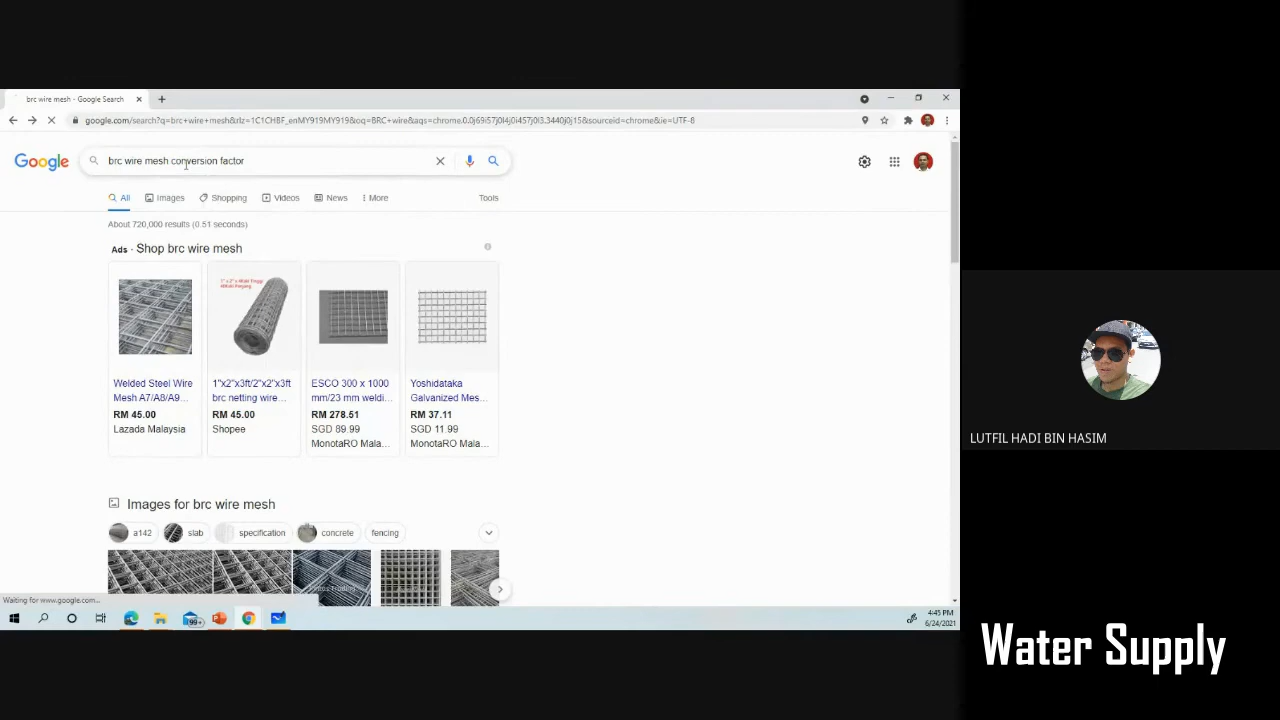 brc wire mesh - Google Search
google.com/search?q=brc+wire+mesh&rlz=1C1CHBF_enMY919MY919&oq=BRC+wire&aqs=chrome.0.0j69i57j0l4j0i457j0l3.3440j0j15&sourceid=chrome&ie=UTF-8
Google
brc wire mesh conversion factor
All
Images
Shopping
Videos
News
More
Tools
About 720,000 results (0.51 seconds)
Ads · Shop brc wire mesh
Welded Steel Wire
Mesh A7/A8/A9...
RM 45.00
Lazada Malaysia
1"x2"x3ft/2"x2"x3ft
brc netting wire...
RM 45.00
Shopee
ESCO 300 x 1000
mm/23 mm weldi...
RM 278.51
SGD 89.99
MonotaRO Mala...
Yoshidataka
Galvanized Mes...
RM 37.11
SGD 11.99
MonotaRO Mala...
Images for brc wire mesh
a142
slab
specification
concrete
fencing
Waiting for www.google.com...
99+
4:45 PM
6/24/2021
LUTFIL HADI BIN HASIM
Water Supply